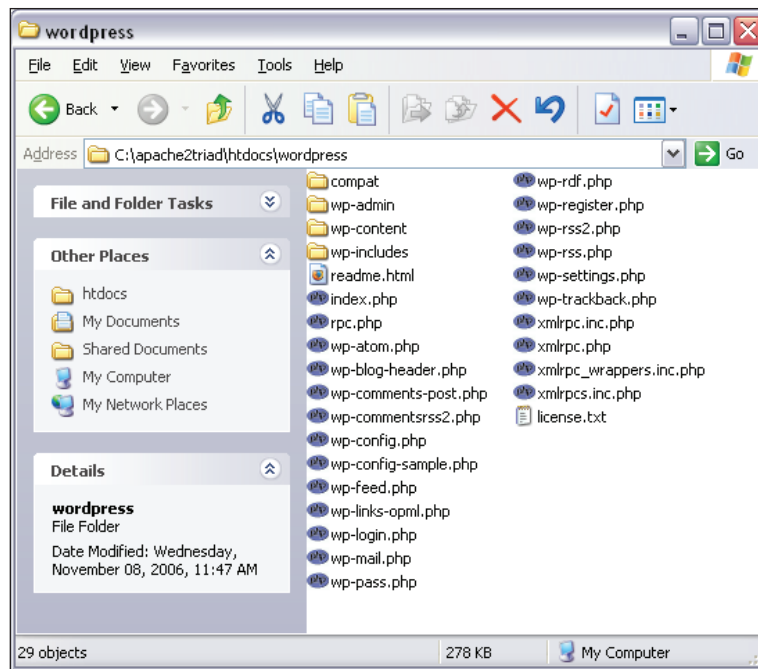 wordpress
File Edit View Favorites Tools Help
Back
Address C:\apache2triad\htdocs\wordpress Go
File and Folder Tasks
Other Places
htdocs
My Documents
Shared Documents
My Computer
My Network Places
Details
wordpress
File Folder
Date Modified: Wednesday,
November 08, 2006, 11:47 AM
compat
wp-admin
wp-content
wp-includes
readme.html
index.php
rpc.php
wp-atom.php
wp-blog-header.php
wp-comments-post.php
wp-commentsrss2.php
wp-config.php
wp-config-sample.php
wp-feed.php
wp-links-opml.php
wp-login.php
wp-mail.php
wp-pass.php
wp-rdf.php
wp-register.php
wp-rss2.php
wp-rss.php
wp-settings.php
wp-trackback.php
xmlrpc.inc.php
xmlrpc.php
xmlrpc_wrappers.inc.php
xmlrpcs.inc.php
license.txt
29 objects 278 KB My Computer